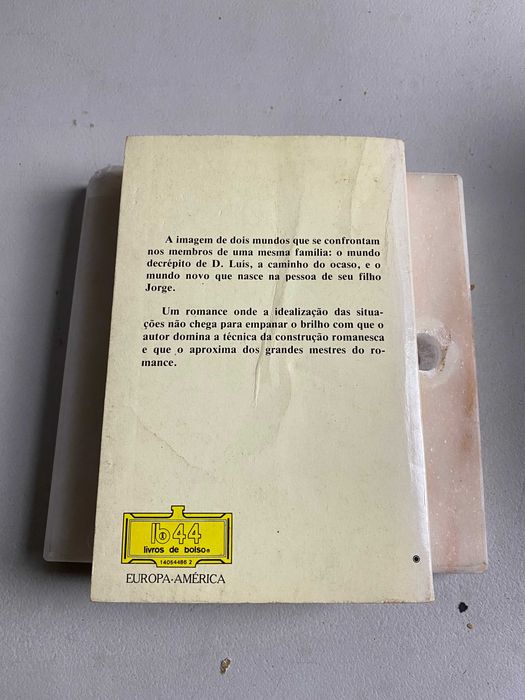 A imagem de dois mundos que se confrontam
nos membros de uma mesma família: o mundo
decrépito de D. Luis, a caminho do ocaso, e o
mundo novo que nasce na pessoa de seu filho
Jorge.
Um romance onde a idealização das situa-
ções não chega para empanar o brilho com que o
autor domina a técnica da construção romanesca
e que o aproxima dos grandes mestres do ro-
mance.
lb 44
livros de bolso®
14054486 2
EUROPA-AMÉRICA